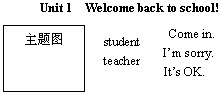 Unit 1 Welcome back to school!
主题图
student
teacher
Come in.
I'm sorry.
It's OK.